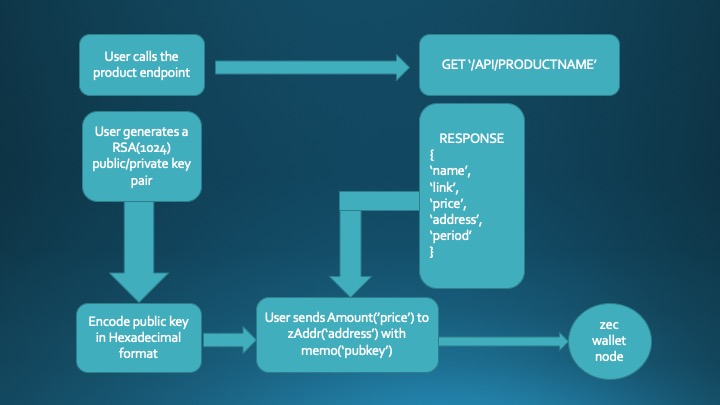 User calls the
product endpoint
GET ‘/API/PRODUCTNAME’
User generates a
RSA(1024)
public/private key
pair
RESPONSE
{
‘name’,
‘link’,
‘price’,
‘address’,
‘period’
}
Encode public key
in Hexadecimal
format
User sends Amount(‘price’) to
zAddr(‘address’) with
memo(‘pubkey’)
zec
wallet
node